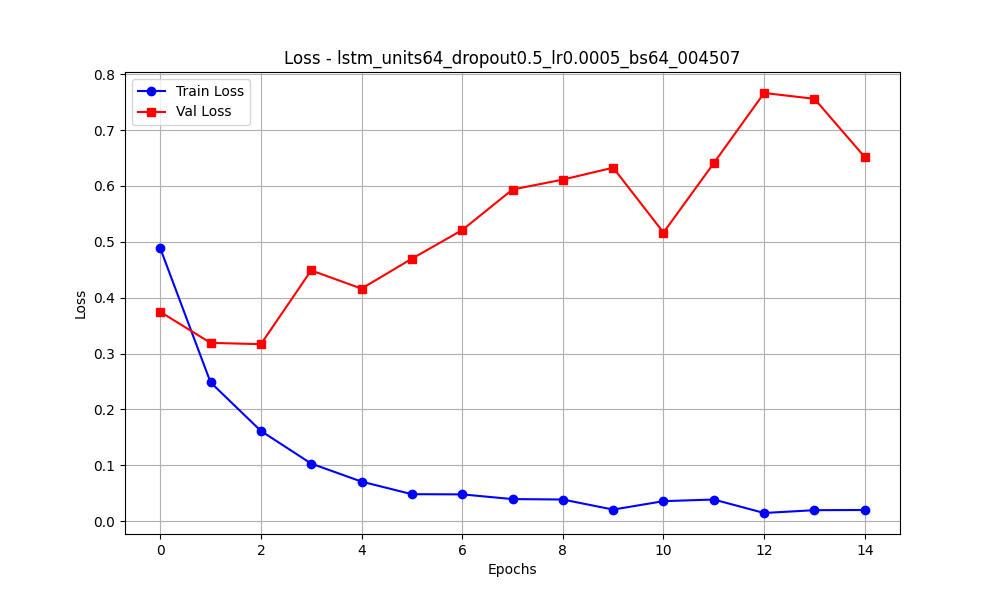 Loss - lstm_units64_dropout0.5_lr0.0005_bs64_004507
Train Loss
Val Loss
0.8
0.7
0.6
0.5
0.4
0.3
0.2
0.1
0.0
Loss
0 2 4 6 8 10 12 14
Epochs